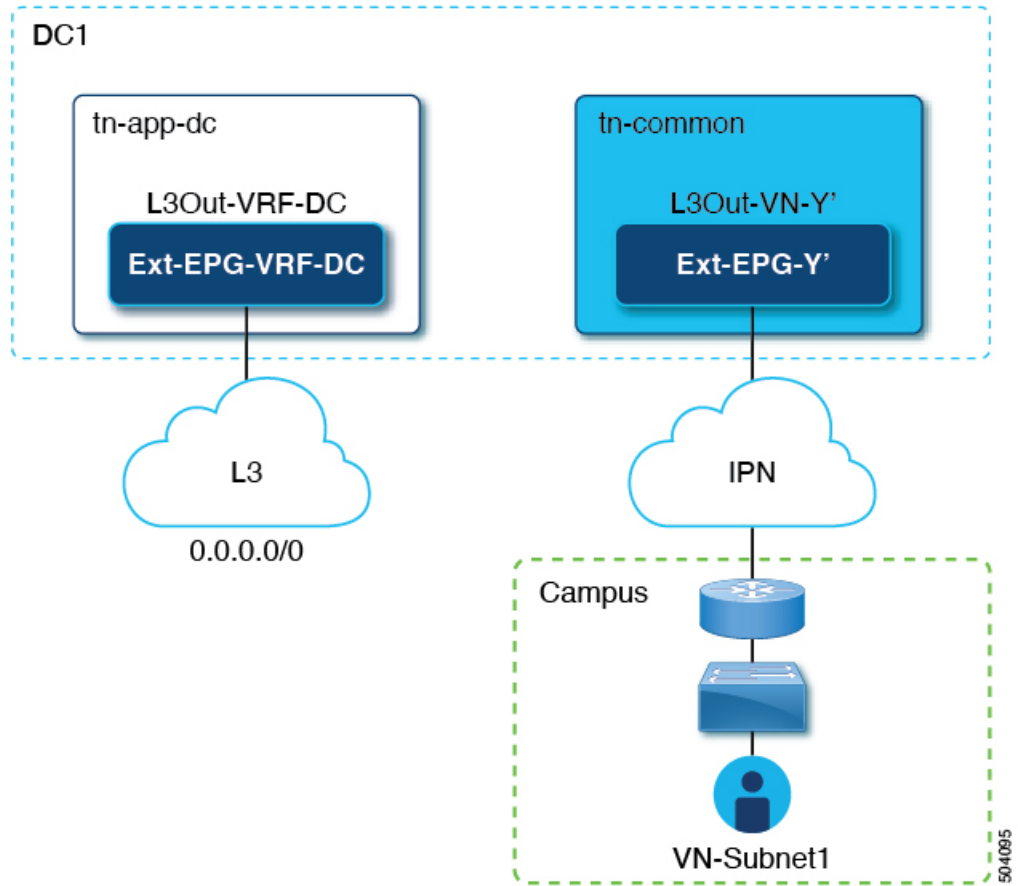 DC1
tn-app-dc
L3Out-VRF-DC
Ext-EPG-VRF-DC
tn-common
L3Out-VN-Y’
Ext-EPG-Y’
L3
0.0.0.0/0
IPN
Campus
VN-Subnet1
504095